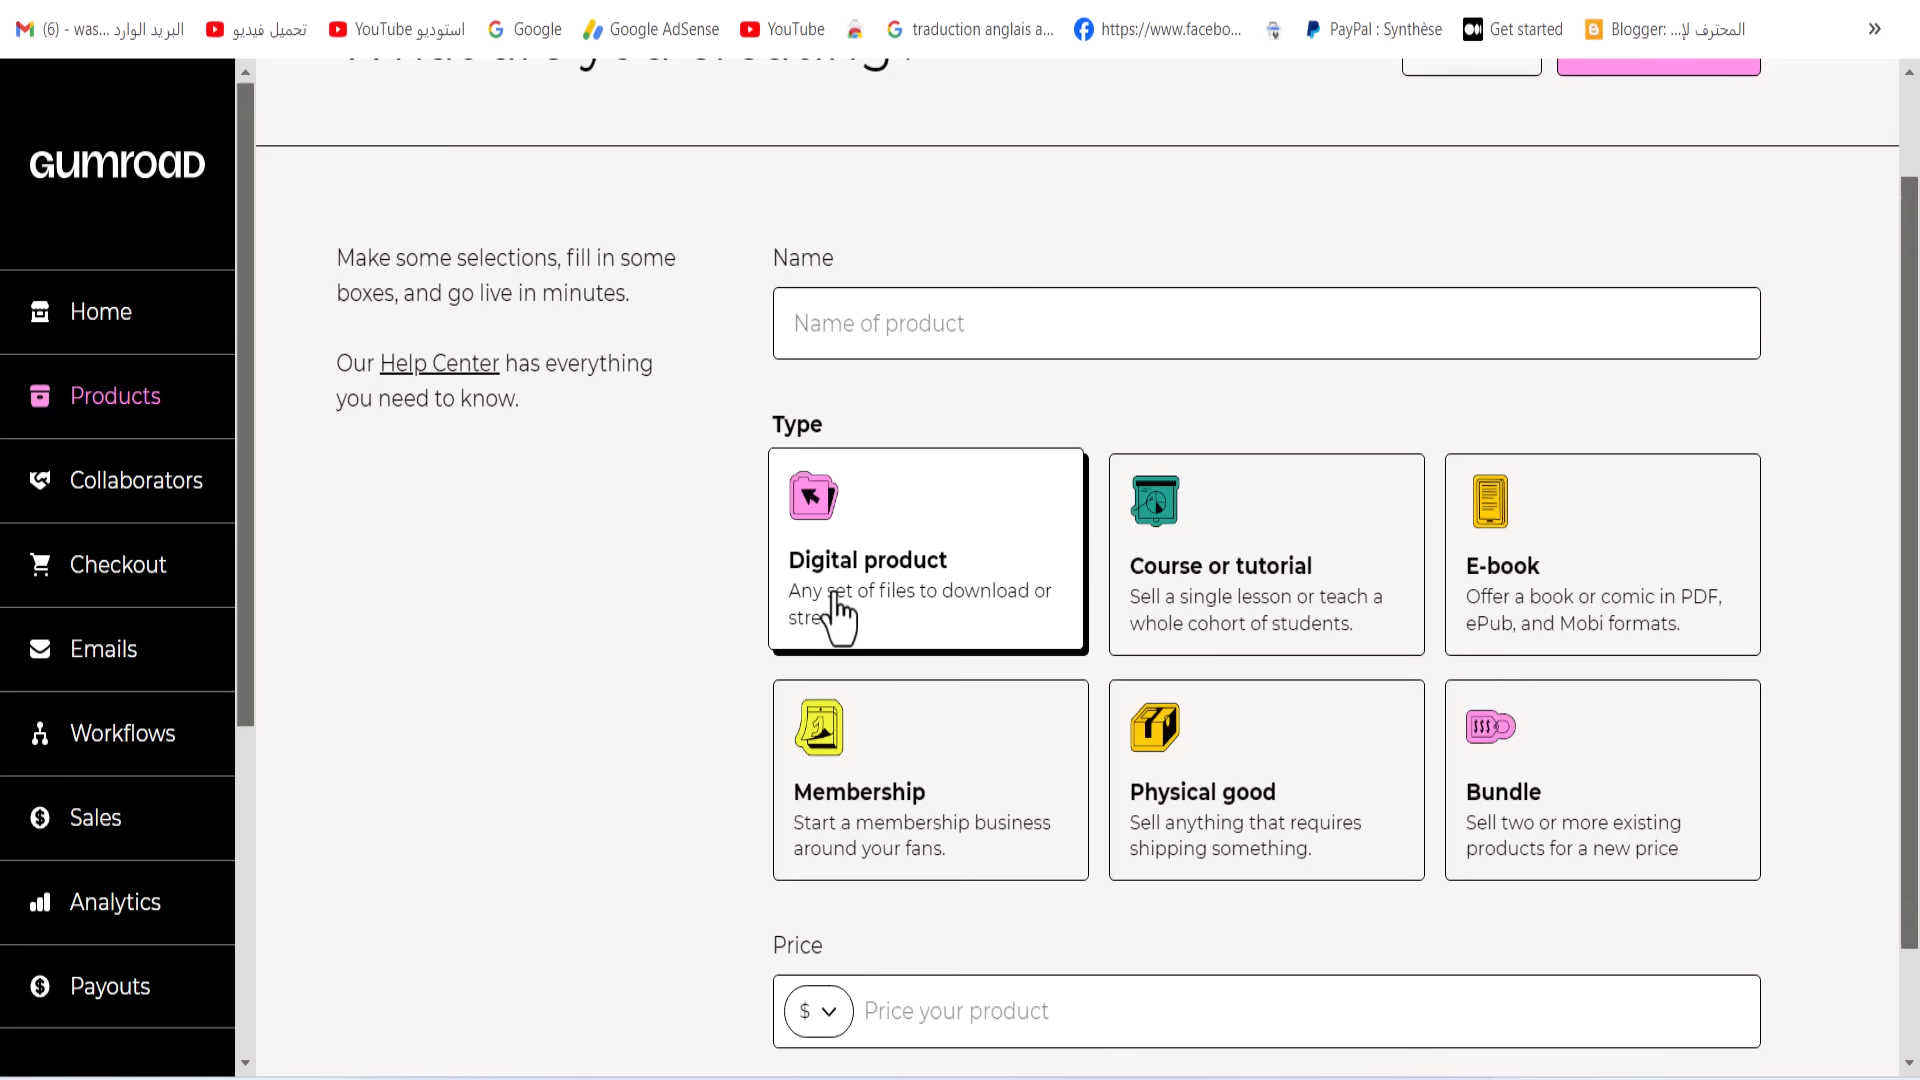 (6) - was... البريد الوارد
تحميل فيديو
استوديو YouTube
Google
Google AdSense
YouTube
traduction anglais a...
https://www.facebo...
PayPal : Synthèse
Get started
Blogger: ...المحترف لإ
»
GUMROAD
Home
Products
Collaborators
Checkout
Emails
Workflows
Sales
Analytics
Payouts
Make some selections, fill in some
boxes, and go live in minutes.
Our Help Center has everything
you need to know.
Name
Name of product
Type
Digital product
Any set of files to download or
Course or tutorial
Sell a single lesson or teach a
whole cohort of students.
E-book
Offer a book or comic in PDF,
ePub, and Mobi formats.
Membership
Start a membership business
around your fans.
Physical good
Sell anything that requires
shipping something.
Bundle
Sell two or more existing
products for a new price
Price
$
Price your product